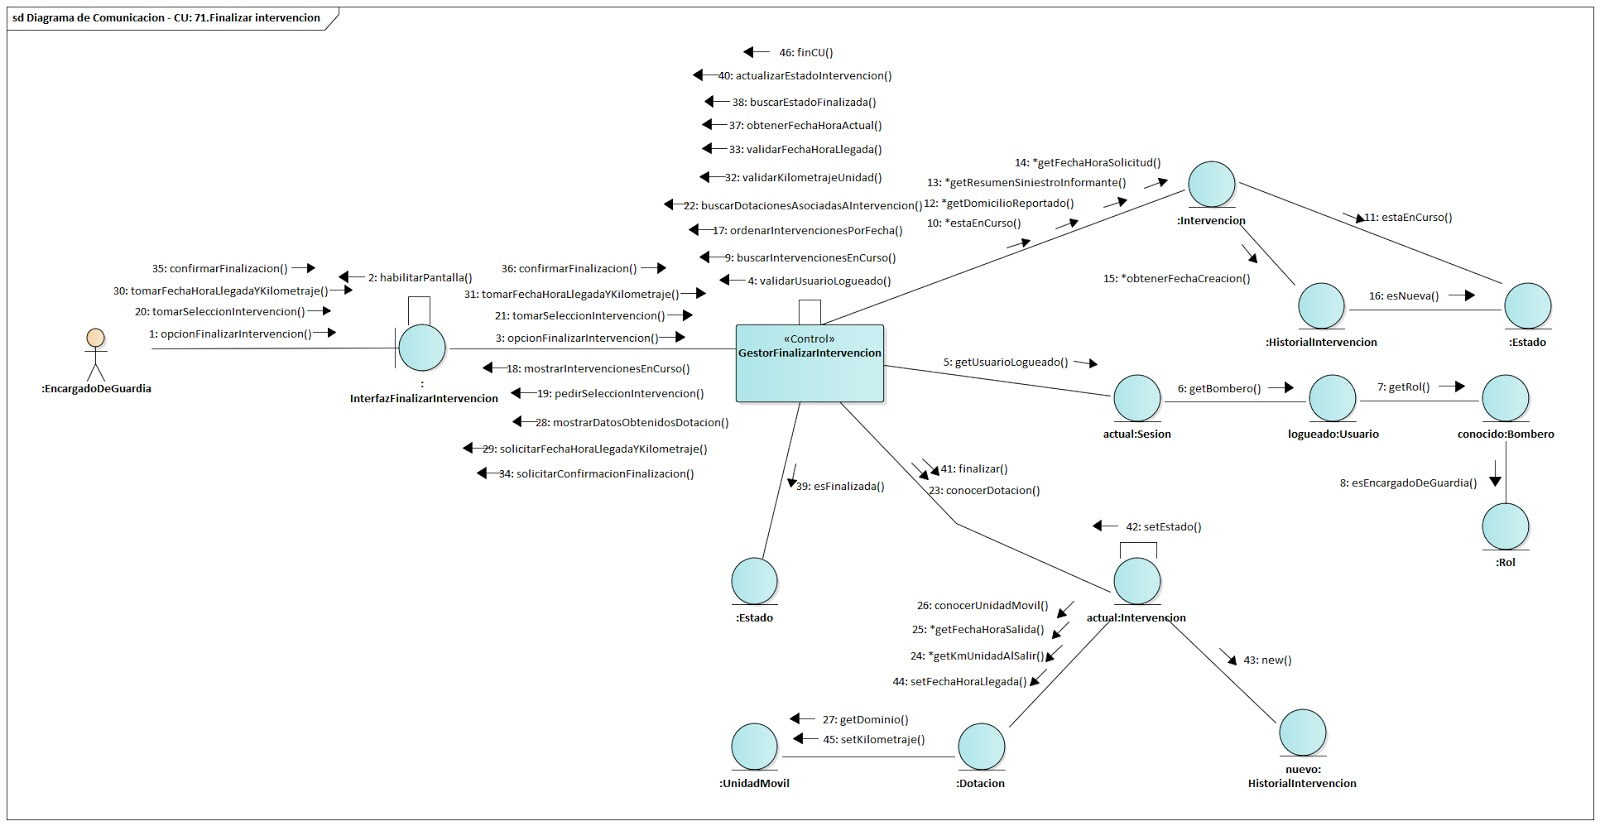 sd Diagrama de Comunicacion - CU: 71.Finalizar intervencion
46: finCU()
40: actualizarEstadoIntervencion()
38: buscarEstadoFinalizada()
37: obtenerFechaHoraActual()
33: validarFechaHoraLlegada()
32: validarKilometrajeUnidad()
22: buscarDotacionesAsociadasAIntervencion()
17: ordenarIntervencionesPorFecha()
9: buscarIntervencionesEnCurso()
4: validarUsuarioLogueado()
14: *getFechaHoraSolicitud()
13: *getResumenSiniestroInformante()
12: *getDomicilioReportado()
10: *estaEnCurso()
:Intervencion
11: estaEnCurso()
15: *obtenerFechaCreacion()
16: esNueva()
:HistorialIntervencion
:Estado
35: confirmarFinalizacion()
30: tomarFechaHoraLlegadaYKilometraje()
20: tomarSeleccionIntervencion()
1: opcionFinalizarIntervencion()
2: habilitarPantalla()
36: confirmarFinalizacion()
31: tomarFechaHoraLlegadaYKilometraje()
21: tomarSeleccionIntervencion()
3: opcionFinalizarIntervencion()
:EncargadoDeGuardia
:
InterfazFinalizarIntervencion
«Control»
GestorFinalizarIntervencion
18: mostrarIntervencionesEnCurso()
19: pedirSeleccionIntervencion()
28: mostrarDatosObtenidosDotacion()
29: solicitarFechaHoraLlegadaYKilometraje()
34: solicitarConfirmacionFinalizacion()
5: getUsuarioLogueado()
6: getBombero()
7: getRol()
actual:Sesion
logueado:Usuario
conocido:Bombero
8: esEncargadoDeGuardia()
:Rol
39: esFinalizada()
41: finalizar()
23: conocerDotacion()
:Estado
42: setEstado()
actual:Intervencion
26: conocerUnidadMovil()
25: *getFechaHoraSalida()
24: *getKmUnidadAlSalir()
44: setFechaHoraLlegada()
43: new()
27: getDominio()
45: setKilometraje()
:UnidadMovil
:Dotacion
nuevo:
HistorialIntervencion